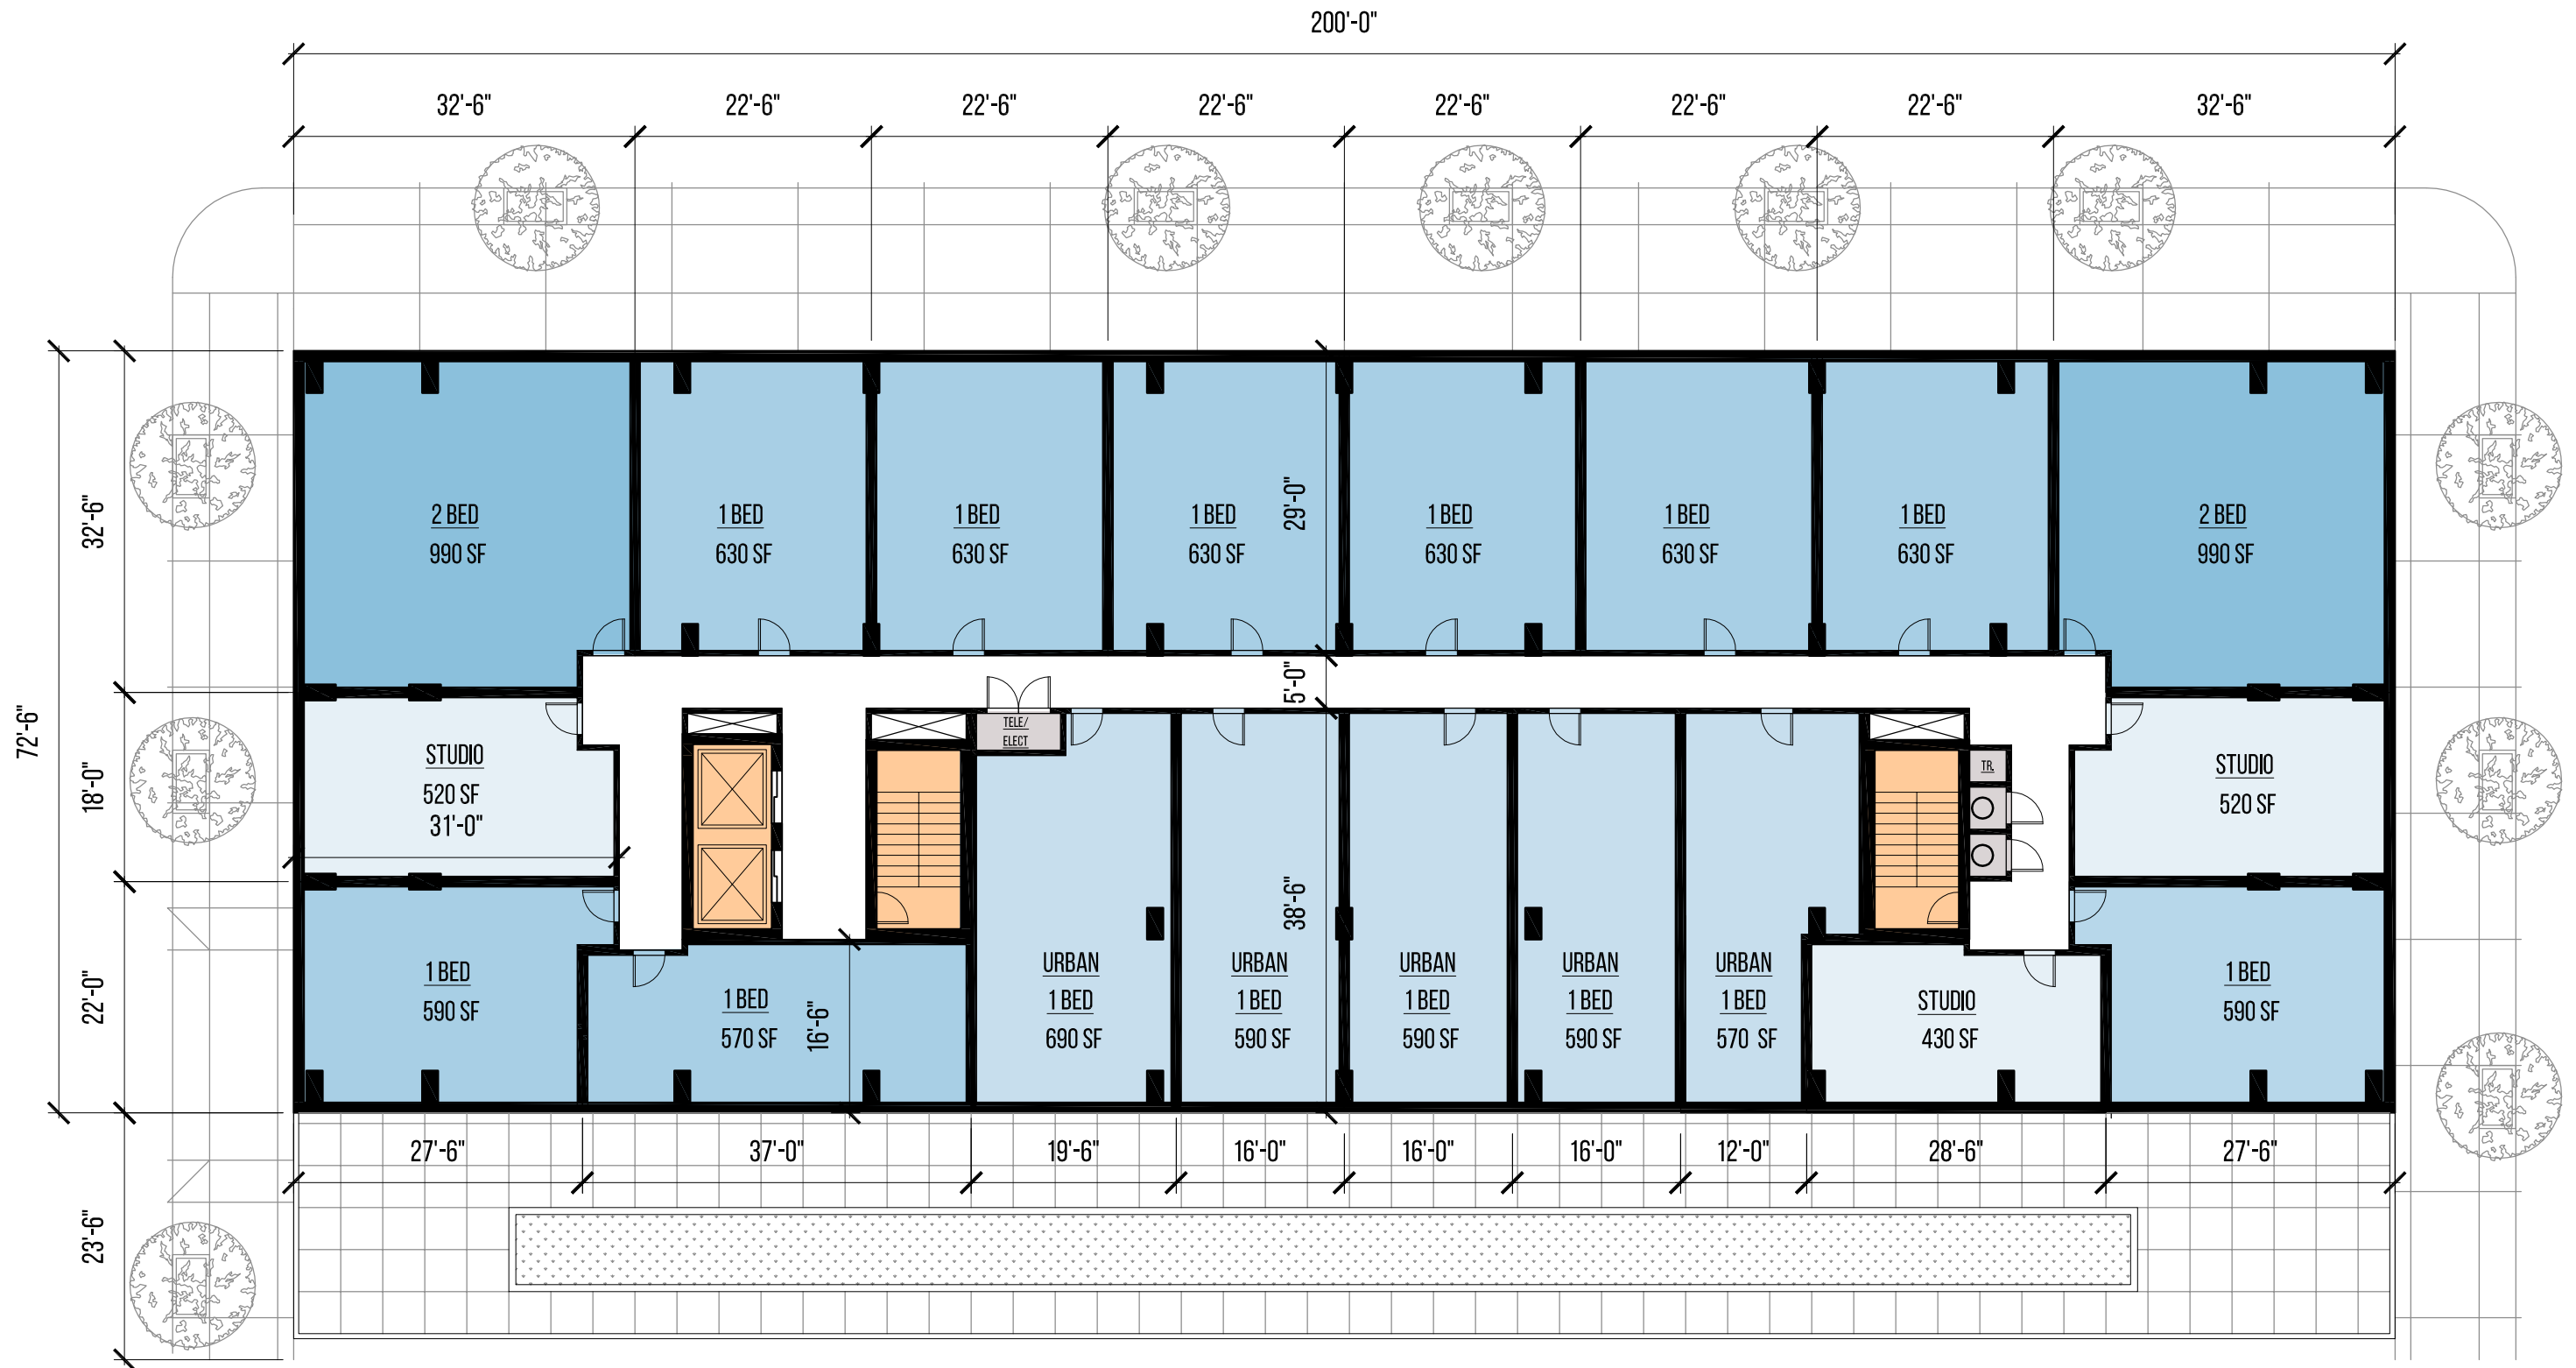 200'-0"
32'-6"
22'-6"
22'-6"
22'-6"
22'-6"
22'-6"
22'-6"
32'-6"
72'-6"
32'-6"
18'-0"
22'-0"
23'-6"
2 BED
990 SF
1 BED
630 SF
1 BED
630 SF
1 BED
630 SF
29'-0"
1 BED
630 SF
1 BED
630 SF
1 BED
630 SF
2 BED
990 SF
5'-0"
TELE/
ELECT
STUDIO
520 SF
31'-0"
TR.
STUDIO
520 SF
38'-6"
1 BED
590 SF
1 BED
570 SF
16'-6"
URBAN
1 BED
690 SF
URBAN
1 BED
590 SF
URBAN
1 BED
590 SF
URBAN
1 BED
590 SF
URBAN
1 BED
570 SF
STUDIO
430 SF
1 BED
590 SF
27'-6"
37'-0"
19'-6"
16'-0"
16'-0"
16'-0"
12'-0"
28'-6"
27'-6"